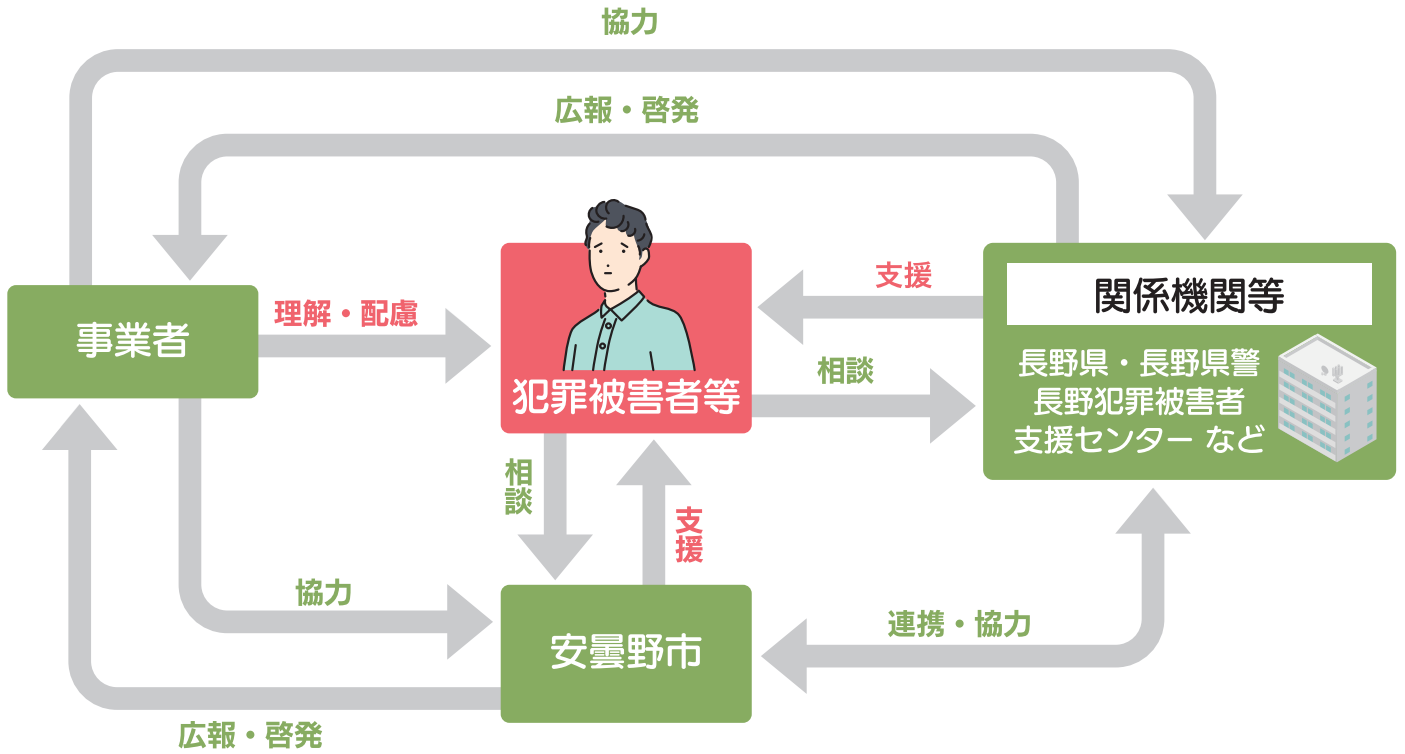 協力
広報・啓発
支援
関係機関等
理解・配慮
事業者
相談
長野県・長野県警
長野犯罪被害者
支援センター など
犯罪被害者等
相談
支援
協力
連携・協力
安曇野市
広報・啓発